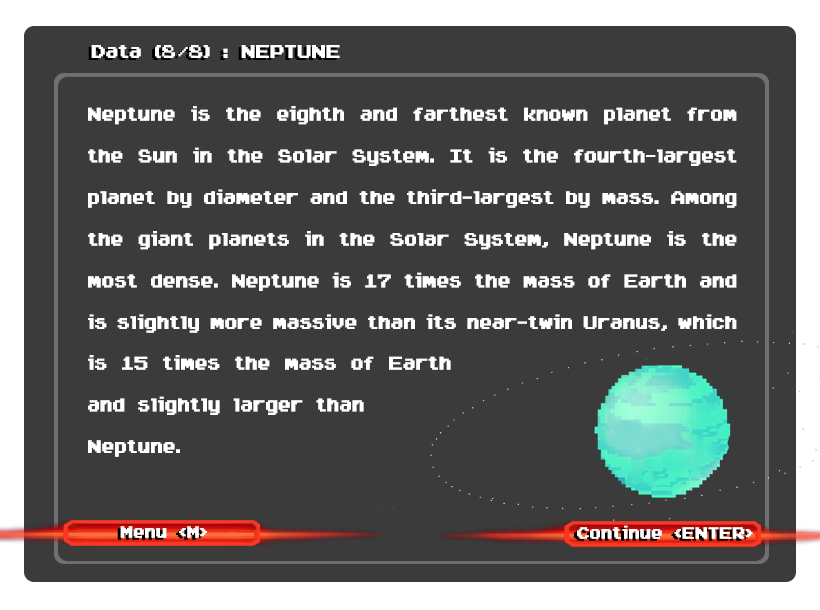 Data (8/8) : NEPTUNE
Neptune is the eighth and farthest known planet from
the Sun in the Solar System. It is the fourth-largest
planet by diameter and the third-largest by mass. Among
the giant planets in the Solar System, Neptune is the
most dense. Neptune is 17 times the mass of Earth and
is slightly more massive than its near-twin Uranus, which
is 15 times the mass of Earth
and slightly larger than
Neptune.
Menu <M>
Continue <ENTER>